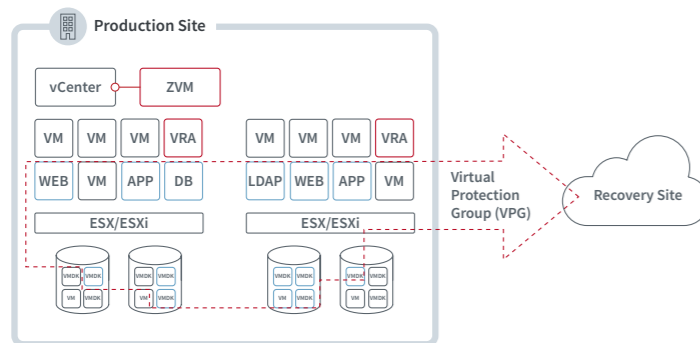 Production Site
vCenter
ZVM
VM VM VM VRA
VM VM VM VRA
WEB VM APP DB
LDAP WEB APP VM
Virtual
Protection
Group (VPG)
Recovery Site
ESX/ESXi
ESX/ESXi
VMDK VMDK
VMDK VMDK
VMDK VMDK
VMDK VMDK
VM VMDK
VM VMDK
VMDK VMDK
VM VMDK